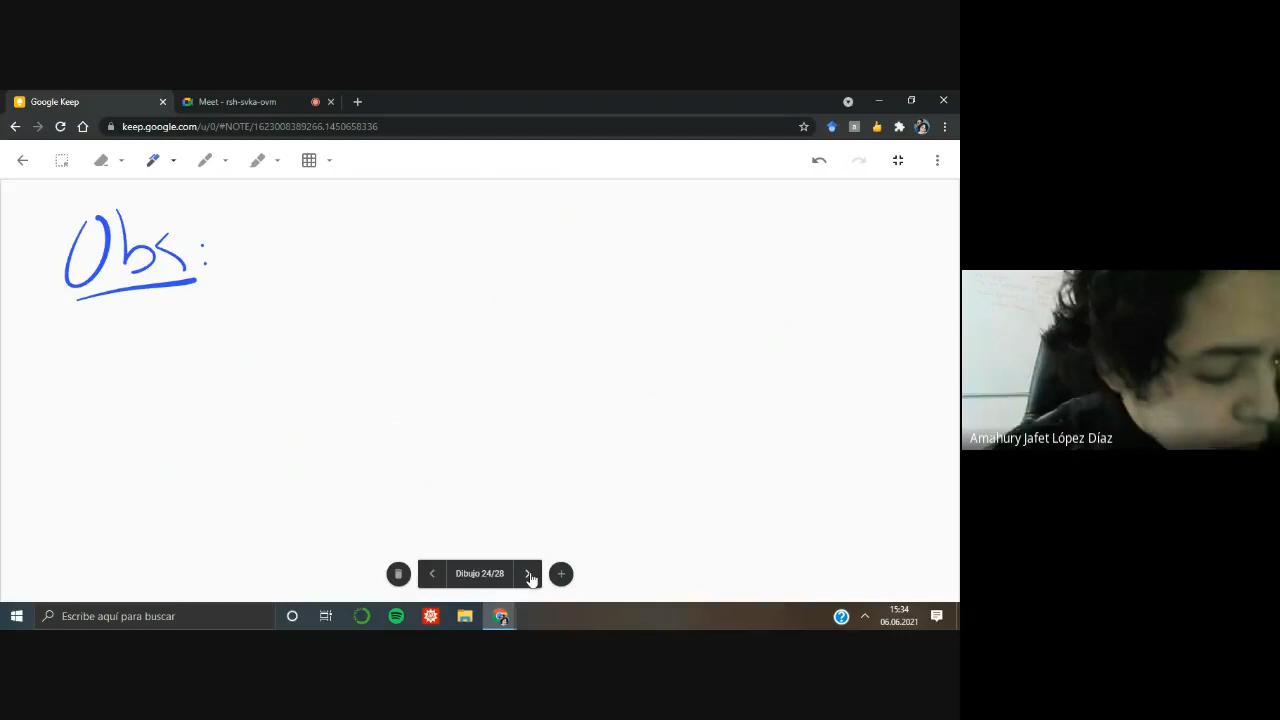 Google Keep
Meet - rsh-svka-ovm
keep.google.com/u/0/#NOTE/1623008389266.1450658336
Obs:
Amahury Jafet López Díaz
Dibujo 24/28
Escribe aquí para buscar
15:34
06.06.2021